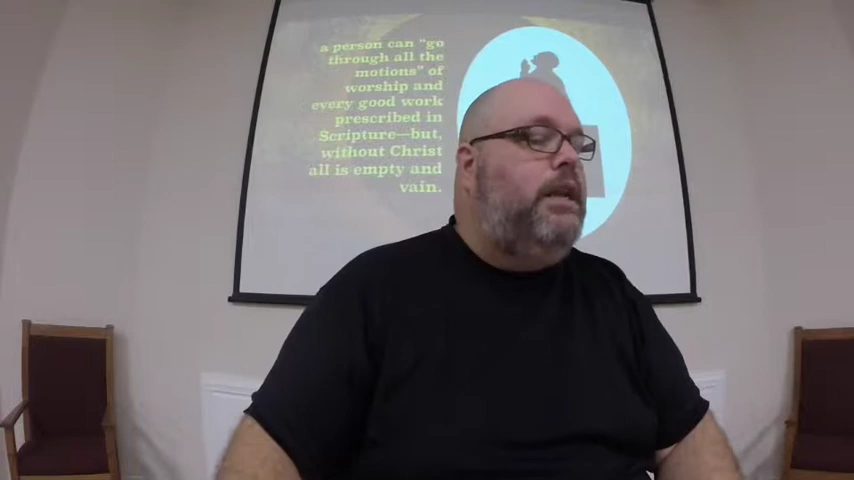 a person can "go
through all the
motions" of
worship and
every good work
prescribed in
Scripture—but,
without Christ
all is empty and
vain.